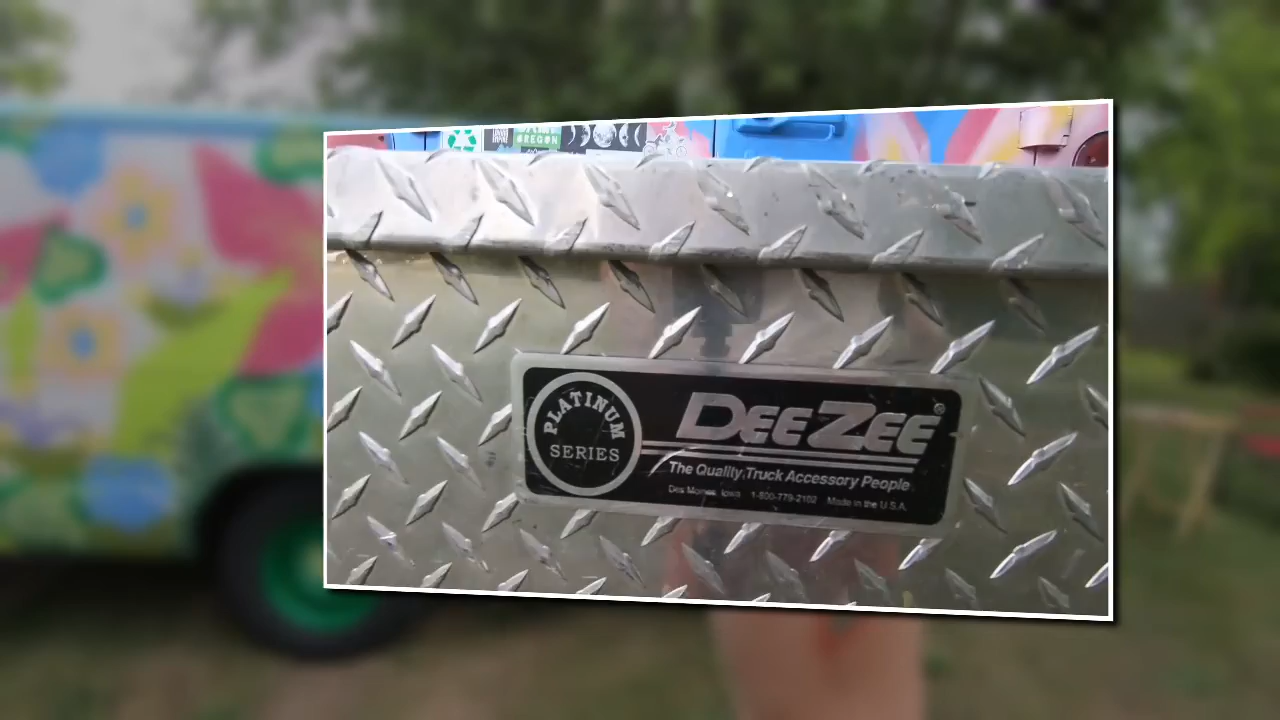 OREGON
PLATINUM
SERIES
DEE ZEE®
The Quality Truck Accessory People
Des Moines, Iowa 1-800-779-2102 Made in the U.S.A.